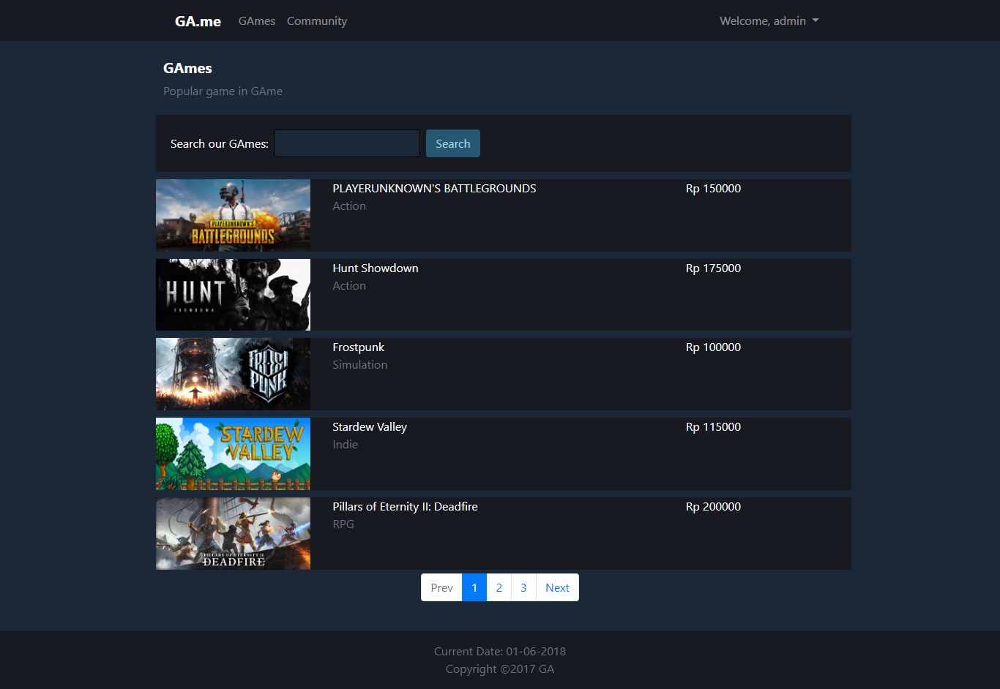 GA.me GAmes Community Welcome, admin
GAmes
Popular game in GAme
Search our GAmes: Search
PLAYERUNKNOWN'S
BATTLEGROUNDS
PLAYERUNKNOWN'S BATTLEGROUNDS Rp 150000
Action
HUNT
SHOWDOWN
Hunt Showdown Rp 175000
Action
FROST
PUNK
Frostpunk Rp 100000
Simulation
STARDEW
VALLEY
Stardew Valley Rp 115000
Indie
PILLARS OF ETERNITY II
DEADFIRE
Pillars of Eternity II: Deadfire Rp 200000
RPG
Prev 1 2 3 Next
Current Date: 01-06-2018
Copyright ©2017 GA